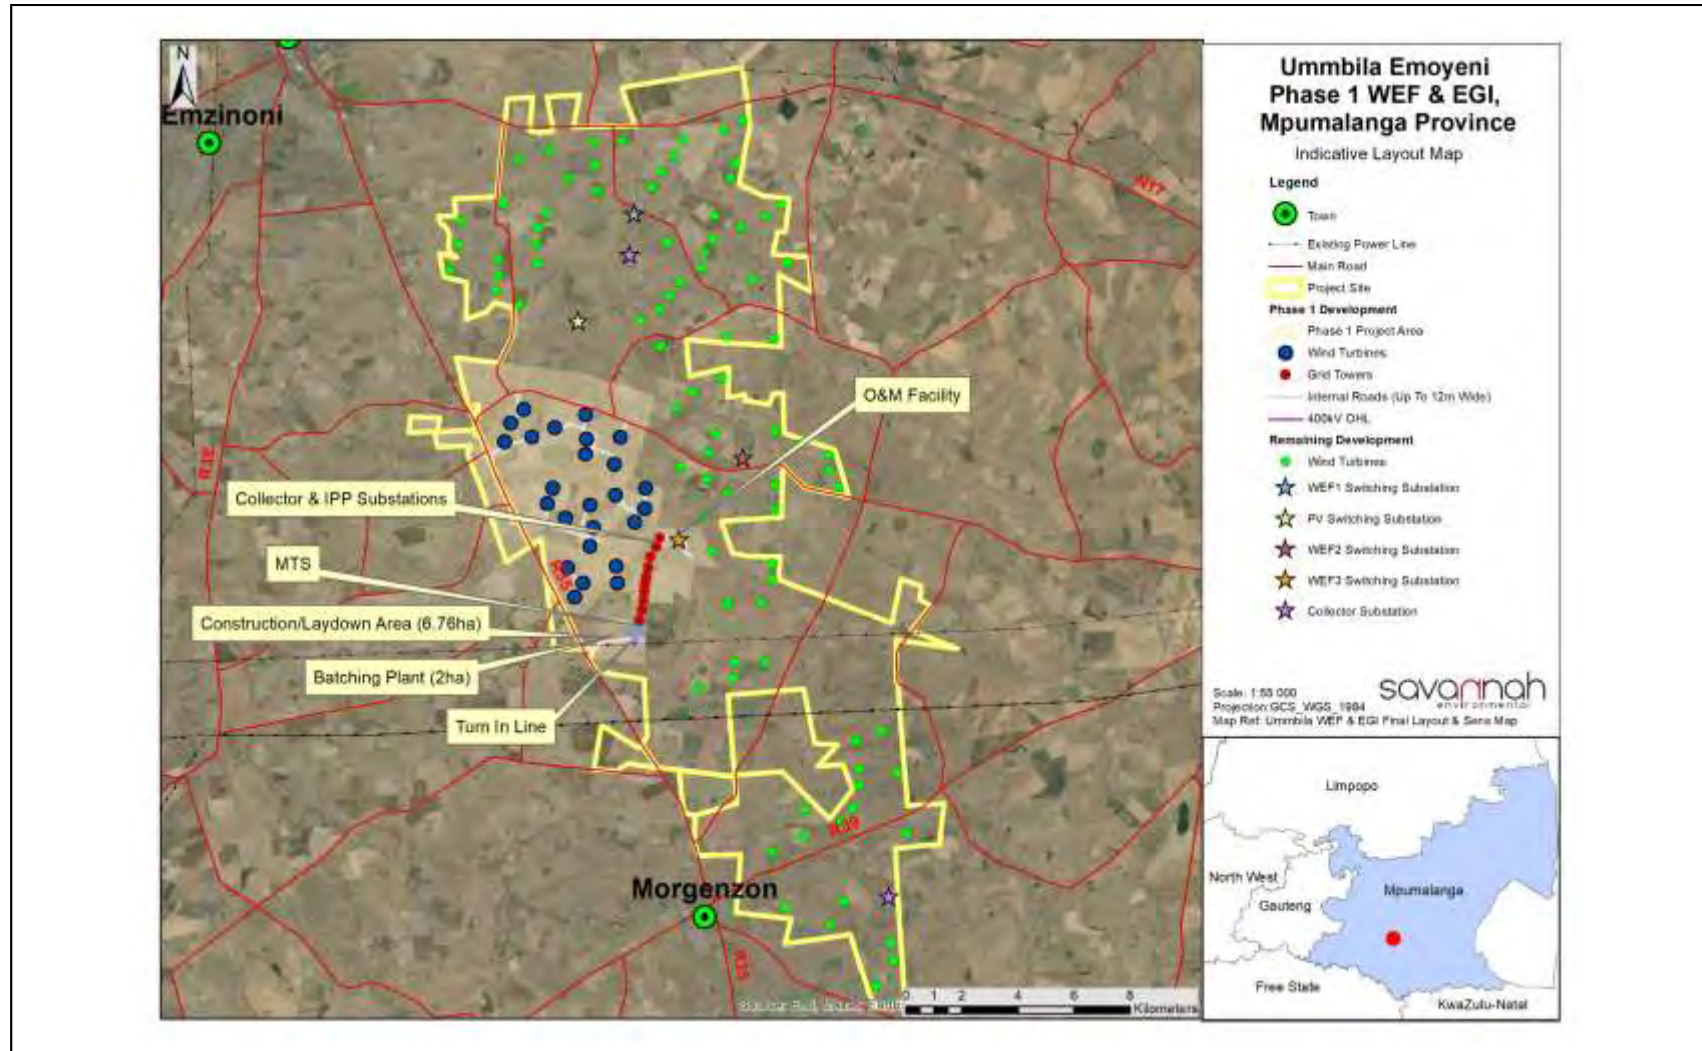 N
Emzinoni
N17
R38
R35
O&M Facility
Collector & IPP Substations
MTS
Construction/Laydown Area (6.76ha)
Batching Plant (2ha)
Turn In Line
R39
Morgenzon
R35
0 1 2 4 6 8
Kilometers
Ummbila Emoyeni
Phase 1 WEF & EGI,
Mpumalanga Province
Indicative Layout Map
Legend
Town
Existing Power Line
Main Road
Project Site
Phase 1 Development
Phase 1 Project Area
Wind Turbines
Grid Towers
Internal Roads (Up To 12m Wide)
400kV OHL
Remaining Development
Wind Turbines
WEF1 Switching Substation
PV Switching Substation
WEF2 Switching Substation
WEF3 Switching Substation
Collector Substation
savannah
environmental
Scale: 1:55 000
Projection:GCS_WGS_1984
Map Ref: Ummbila WEF & EGI Final Layout & Sens Map
Limpopo
North West
Gauteng
Mpumalanga
Free State
KwaZulu-Natal